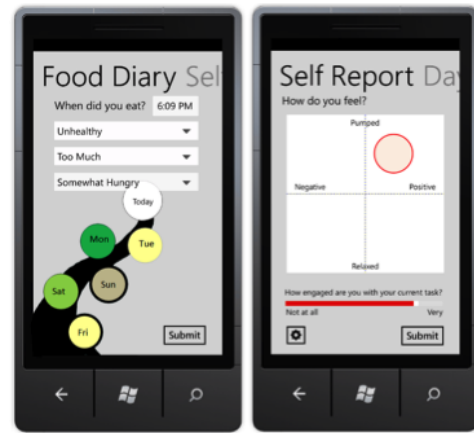 Food Diary Sel
When did you eat? 6:09 PM
Unhealthy
Too Much
Somewhat Hungry
Today
Mon
Tue
Sat
Sun
Fri
Submit
Self Report Day
How do you feel?
Pumped
Negative
Positive
Relaxed
How engaged are you with your current task?
Not at all
Very
Submit